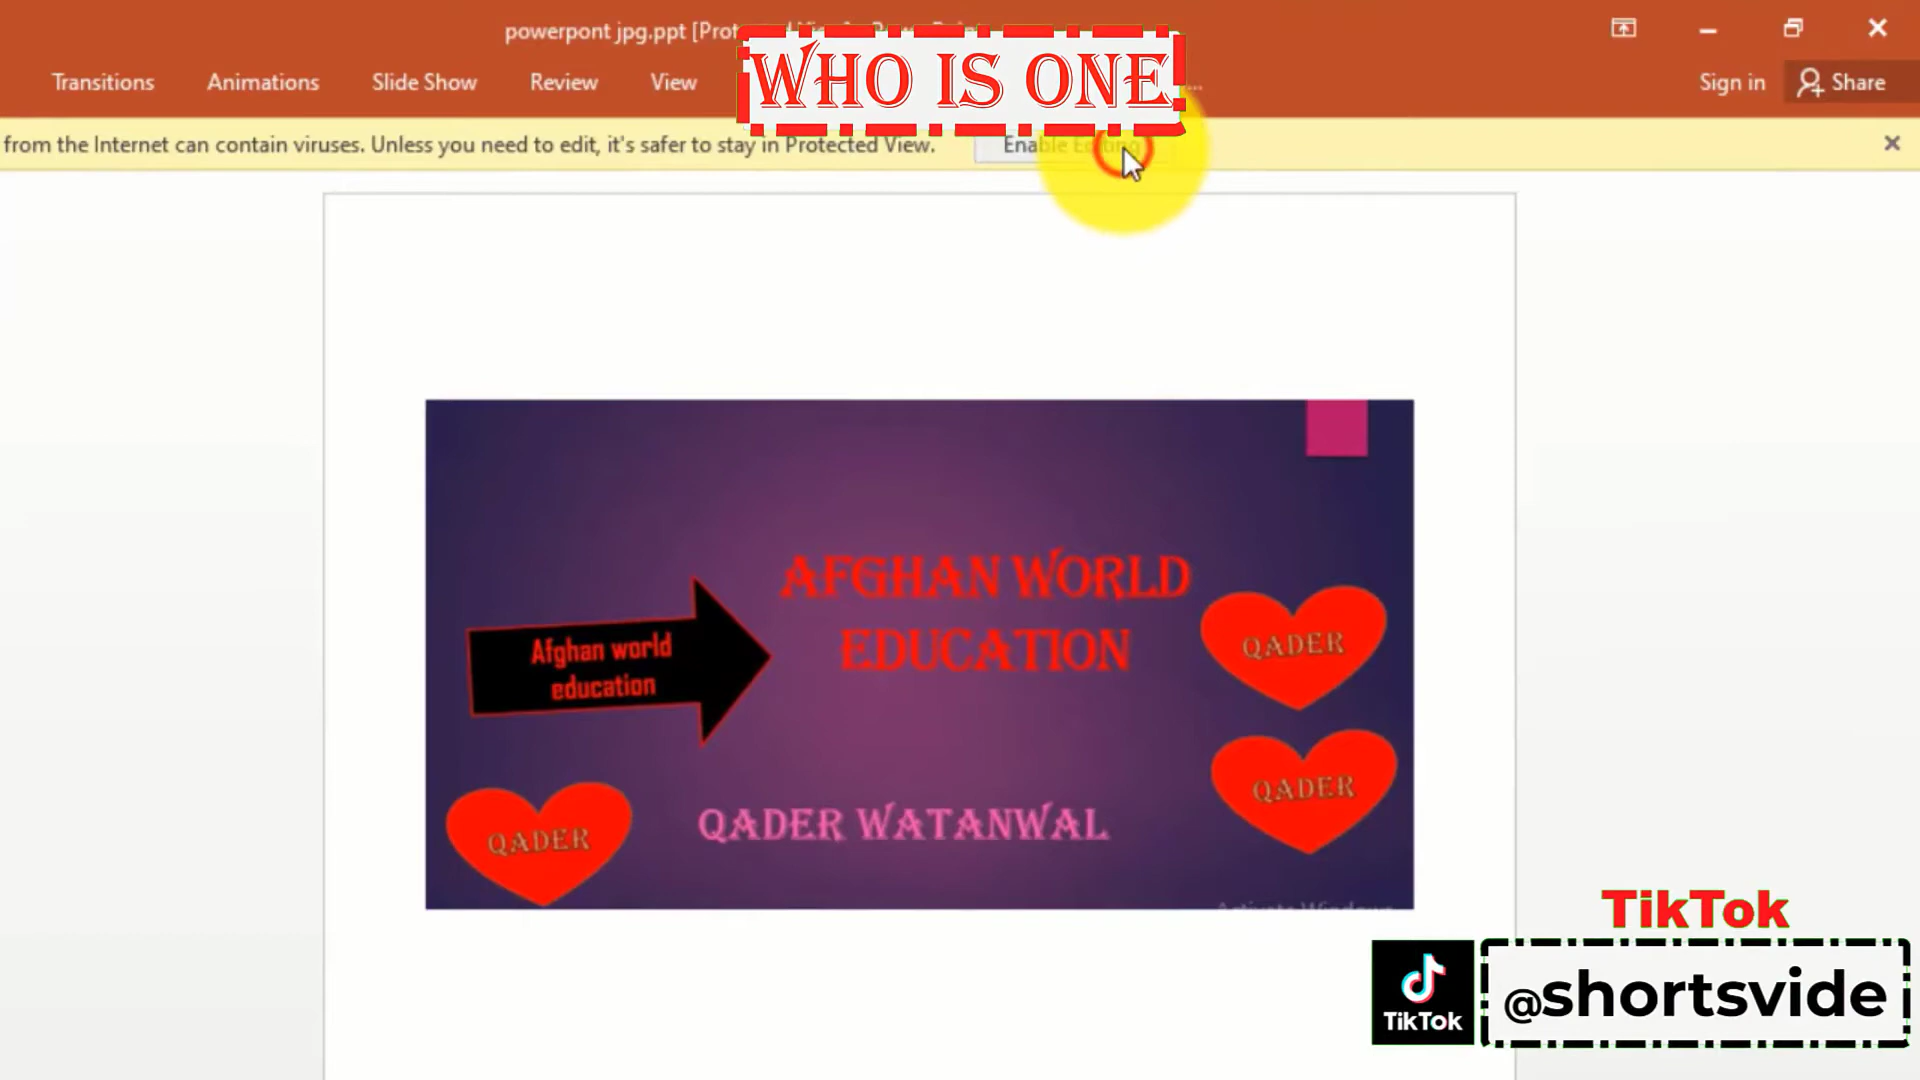 powerpont jpg.ppt
WHO IS ONE
Transitions Animations Slide Show Review View Sign in Share
from the Internet can contain viruses. Unless you need to edit, it's safer to stay in Protected View. Enable Editing
AFGHAN WORLD
EDUCATION
Afghan world
education
QADER
QADER
QADER WATANWAL
QADER
TikTok
TikTok
@shortsvide